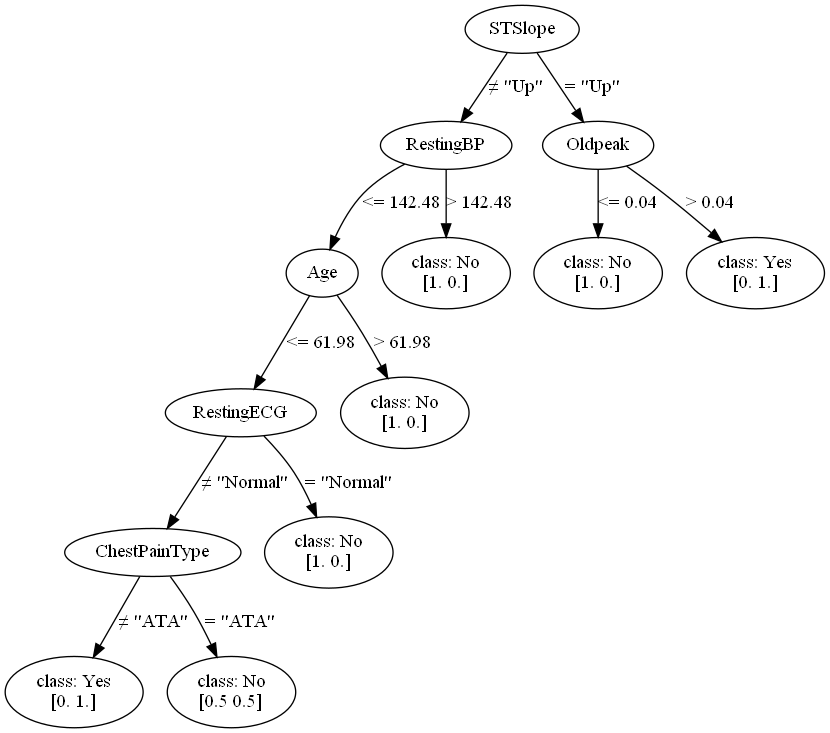 STSlope
≠ "Up"
= "Up"
RestingBP
Oldpeak
<= 142.48
> 142.48
<= 0.04
> 0.04
Age
class: No
[1. 0.]
class: No
[1. 0.]
class: Yes
[0. 1.]
<= 61.98
> 61.98
RestingECG
class: No
[1. 0.]
≠ "Normal"
= "Normal"
ChestPainType
class: No
[1. 0.]
≠ "ATA"
= "ATA"
class: Yes
[0. 1.]
class: No
[0.5 0.5]